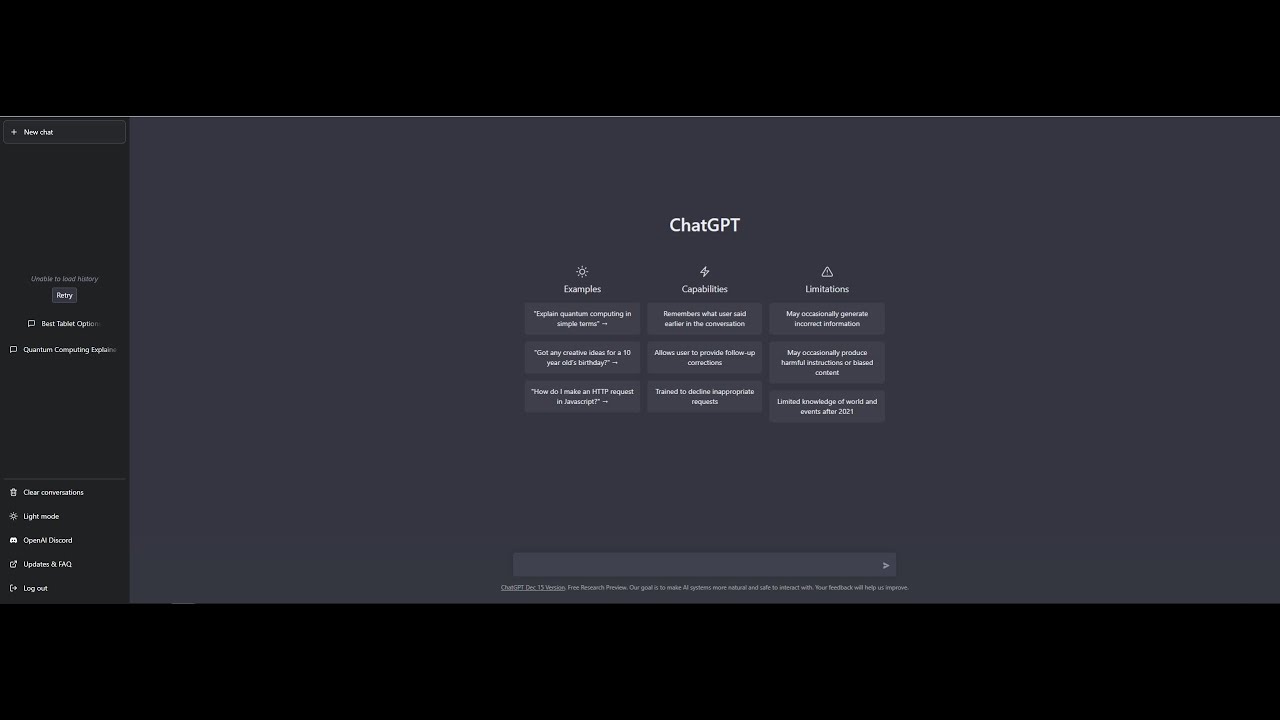 New chat
Unable to load history
Retry
Best Tablet Options
Quantum Computing Explaine
Clear conversations
Light mode
OpenAI Discord
Updates & FAQ
Log out
ChatGPT
Examples
"Explain quantum computing in
simple terms" →
"Got any creative ideas for a 10
year old's birthday?" →
"How do I make an HTTP request
in Javascript?" →
Capabilities
Remembers what user said
earlier in the conversation
Allows user to provide follow-up
corrections
Trained to decline inappropriate
requests
Limitations
May occasionally generate
incorrect information
May occasionally produce
harmful instructions or biased
content
Limited knowledge of world and
events after 2021
ChatGPT Dec 15 Version. Free Research Preview. Our goal is to make AI systems more natural and safe to interact with. Your feedback will help us improve.